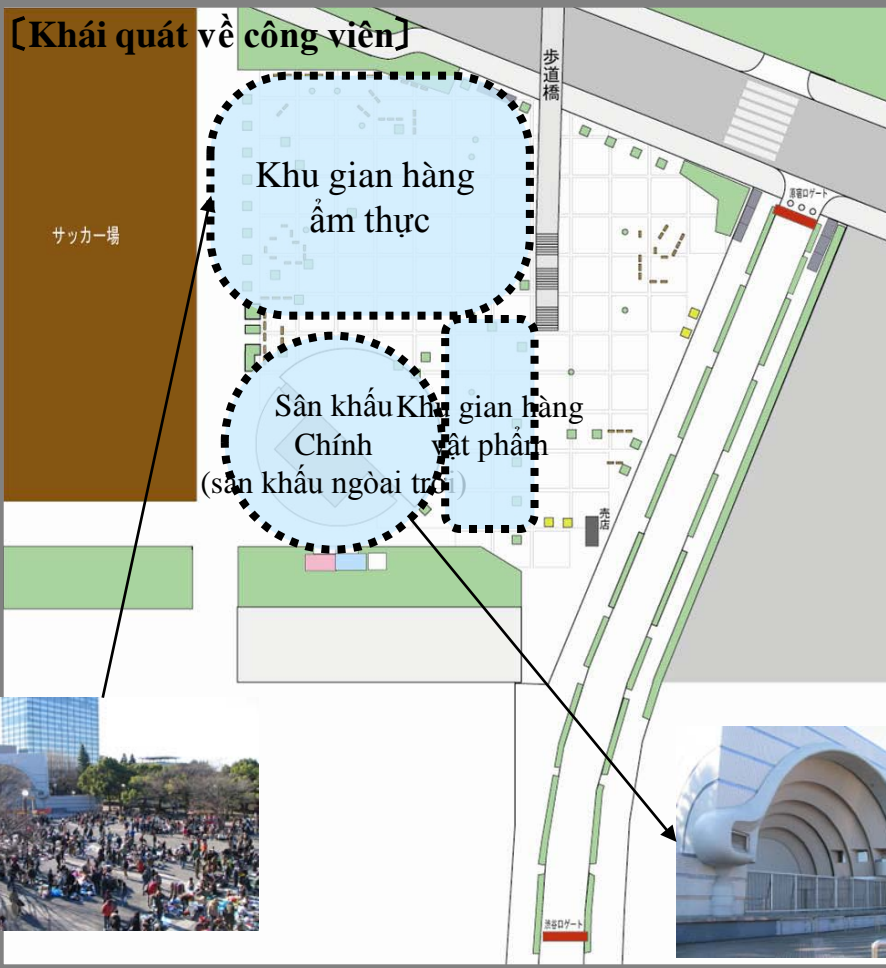 〔Khái quát về công viên〕
歩道橋
Khu gian hàng
ẩm thực
原宿口ゲート
サッカー場
Sân khấu
Chính
(sân khấu ngòai trời)
Khu gian hàng
vật phẩm
売店
渋谷口ゲート